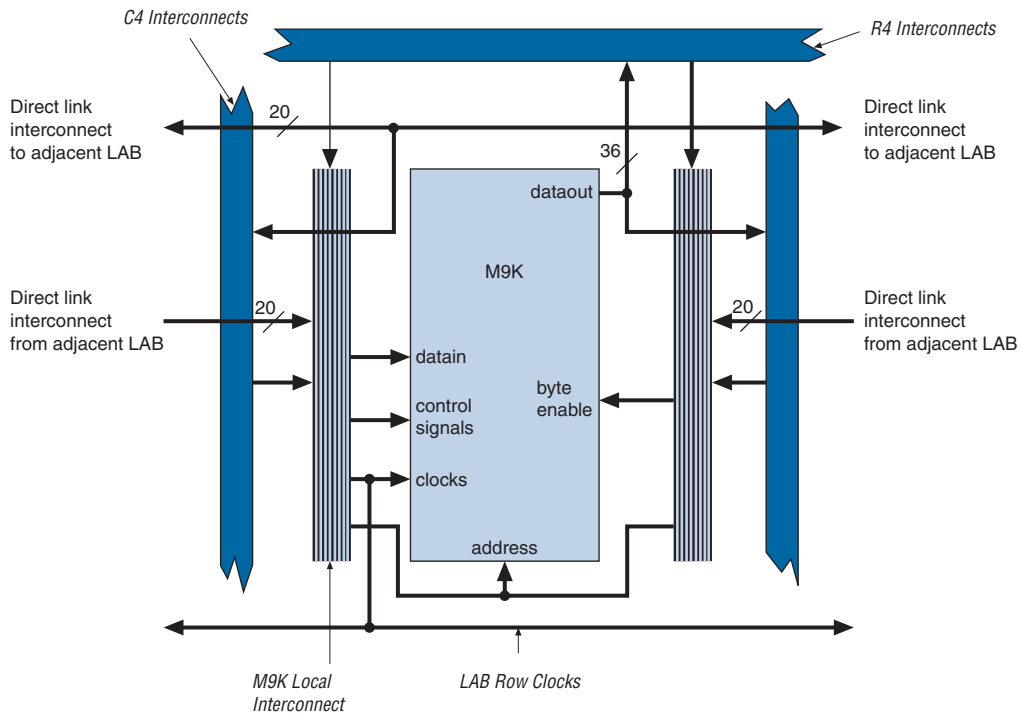 C4 Interconnects
R4 Interconnects
Direct link
interconnect
to adjacent LAB
20
Direct link
interconnect
to adjacent LAB
36
dataout
M9K
Direct link
interconnect
from adjacent LAB
20
20
Direct link
interconnect
from adjacent LAB
datain
control
signals
byte
enable
clocks
address
M9K Local
Interconnect
LAB Row Clocks